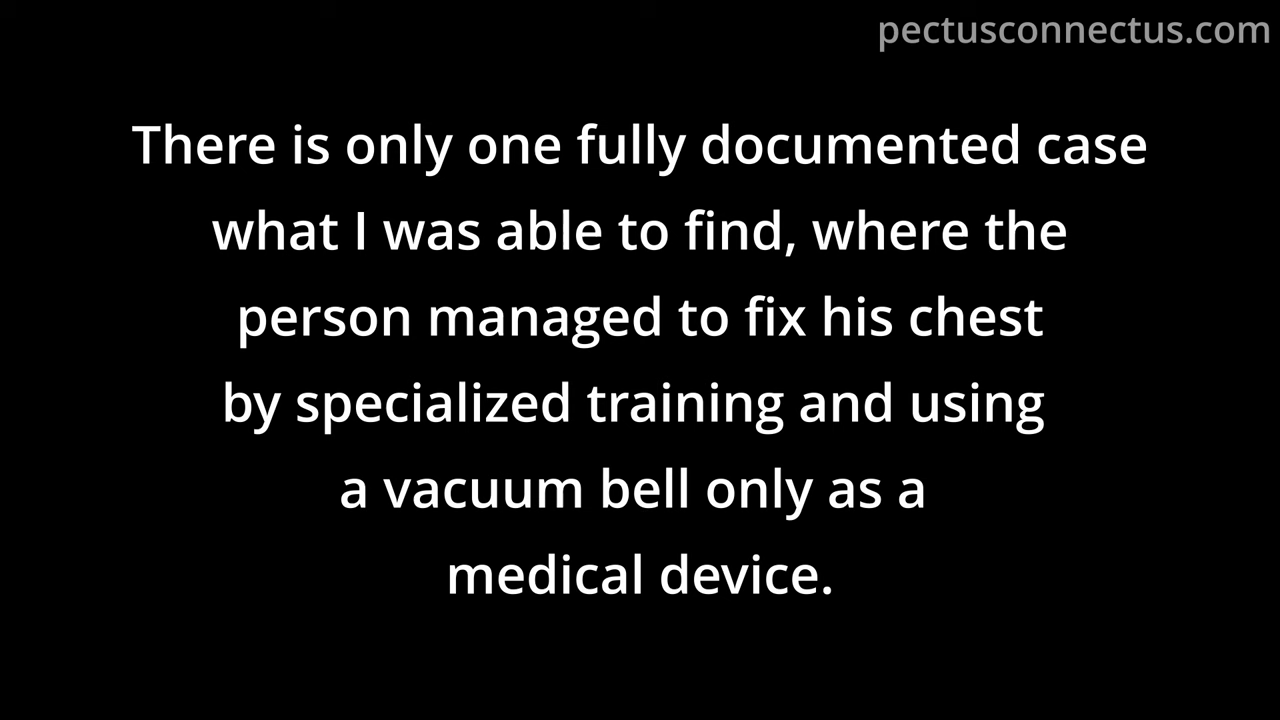 pectusconnectus.com
There is only one fully documented case
what I was able to find, where the
person managed to fix his chest
by specialized training and using
a vacuum bell only as a
medical device.